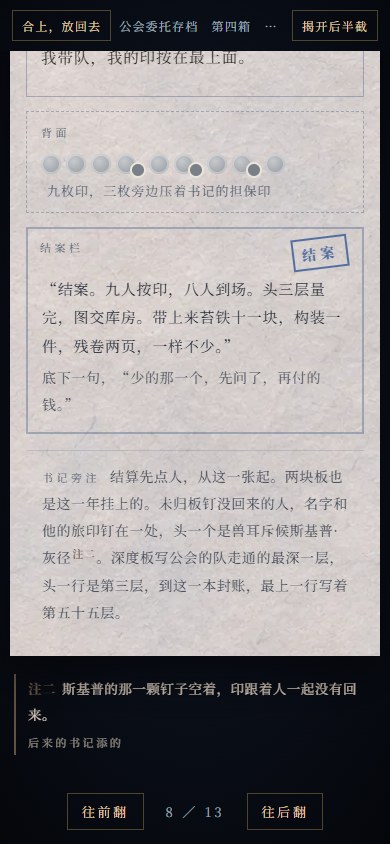 合上，放回去
公会委托存档 第四箱 …
揭开后半截
我带队，我的印按在最上面。
背面
九枚印，三枚旁边压着书记的担保印
结案栏
结案
“结案。九人按印，八人到场。头三层量
完，图交库房。带上来苔铁十一块，构装一
件，残卷两页，一样不少。”
底下一句，“少的那一个，先问了，再付的
钱。”
书记旁注 结算先点人，从这一张起。两块板也
是这一年挂上的。未归板钉没回来的人，名字和
他的旅印钉在一处，头一个是兽耳斥候斯基普·
灰径注二。深度板写公会的队走通的最深一层，
头一行是第三层，到这一本封账，最上一行写着
第五十五层。
注二 斯基普的那一颗钉子空着，印跟着人一起没有回
来。
后来的书记添的
往前翻
8 ／ 13
往后翻